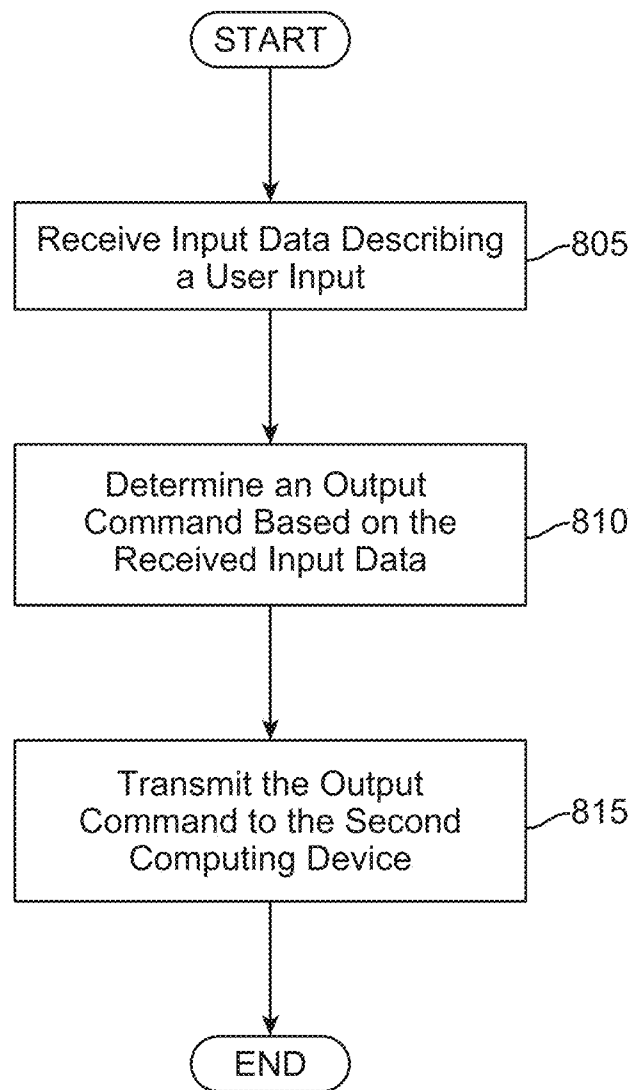 START
Receive Input Data Describing
a User Input
805
Determine an Output
Command Based on the
Received Input Data
810
Transmit the Output
Command to the Second
Computing Device
815
END